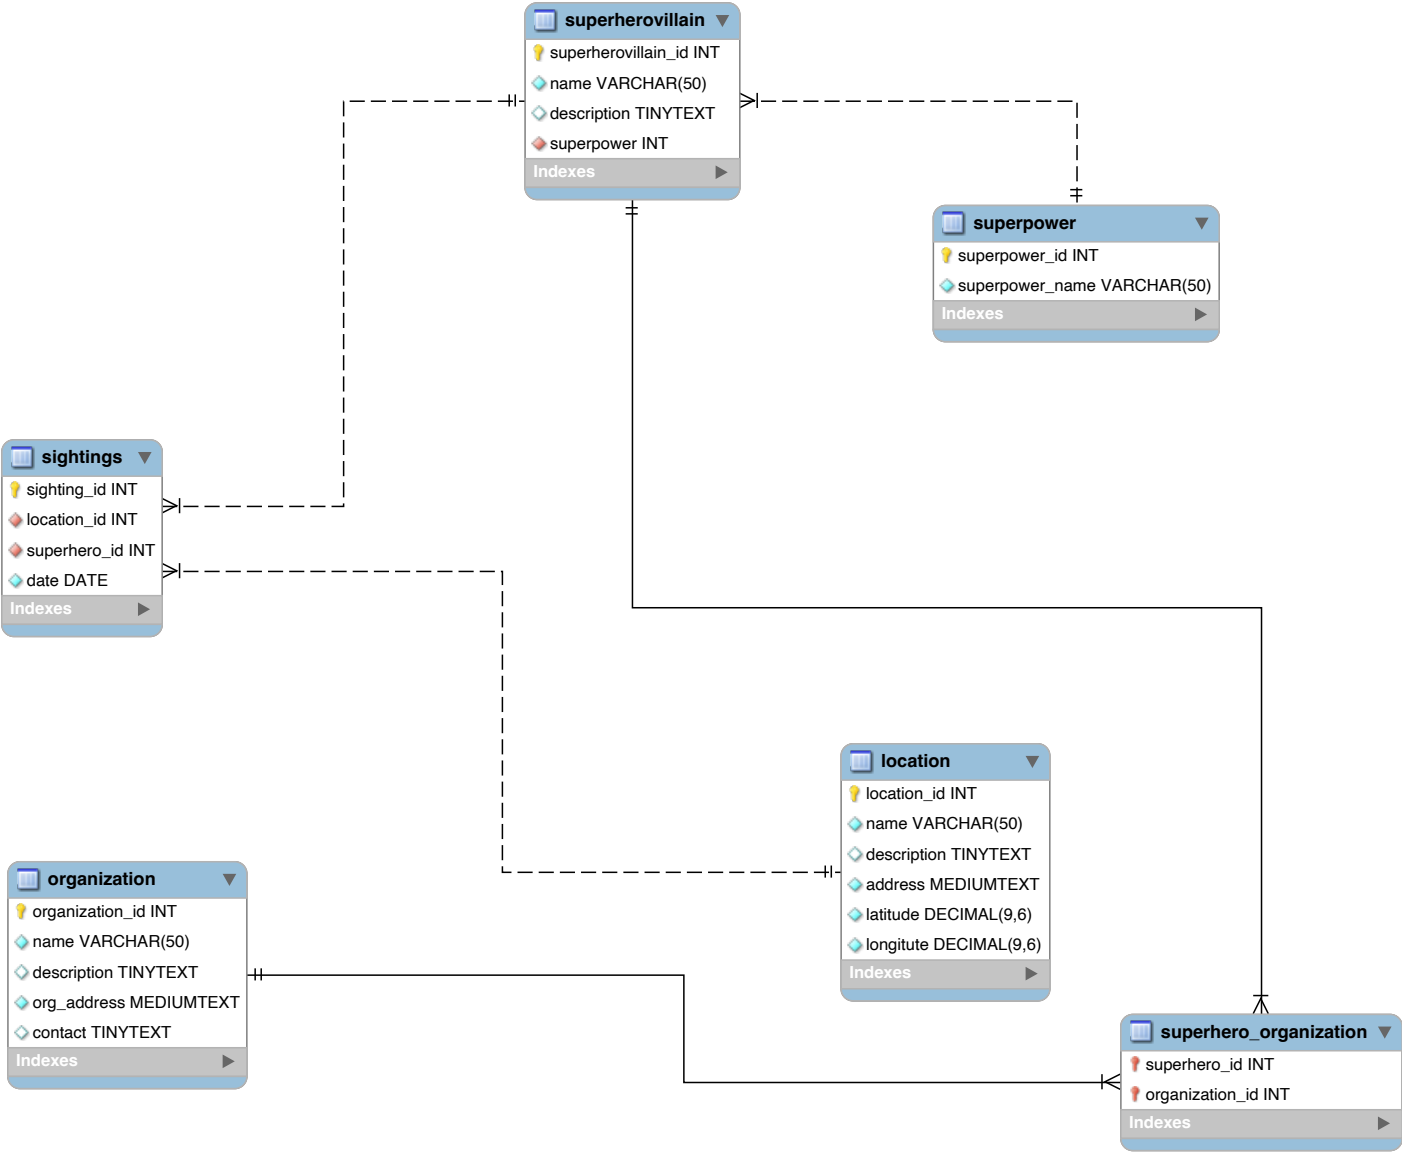 superherovillain
superherovillain_id INT
name VARCHAR(50)
description TINYTEXT
superpower INT
Indexes
superpower
superpower_id INT
superpower_name VARCHAR(50)
Indexes
sightings
sighting_id INT
location_id INT
superhero_id INT
date DATE
Indexes
location
location_id INT
name VARCHAR(50)
description TINYTEXT
address MEDIUMTEXT
latitude DECIMAL(9,6)
longitute DECIMAL(9,6)
Indexes
organization
organization_id INT
name VARCHAR(50)
description TINYTEXT
org_address MEDIUMTEXT
contact TINYTEXT
Indexes
superhero_organization
superhero_id INT
organization_id INT
Indexes